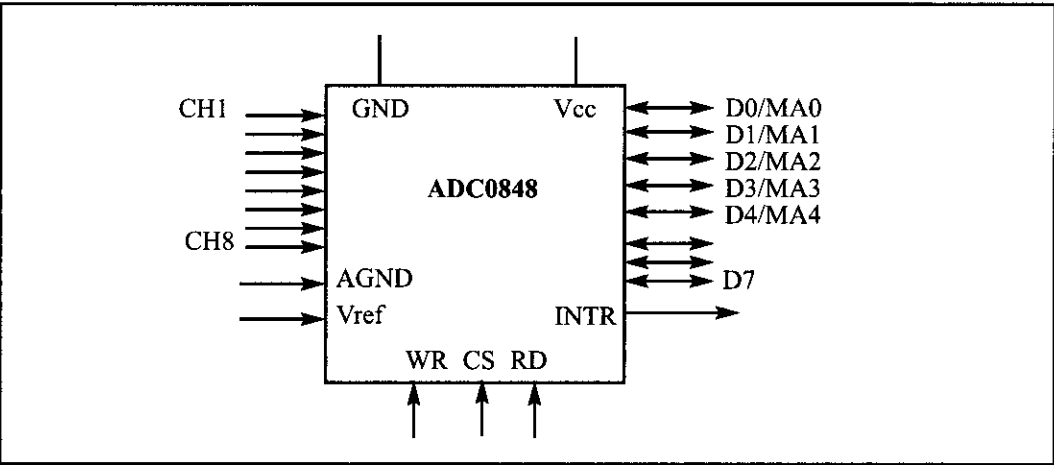 GND
Vcc
CH1
CH8
AGND
Vref
ADC0848
D0/MA0
D1/MA1
D2/MA2
D3/MA3
D4/MA4
D7
INTR
WR CS RD